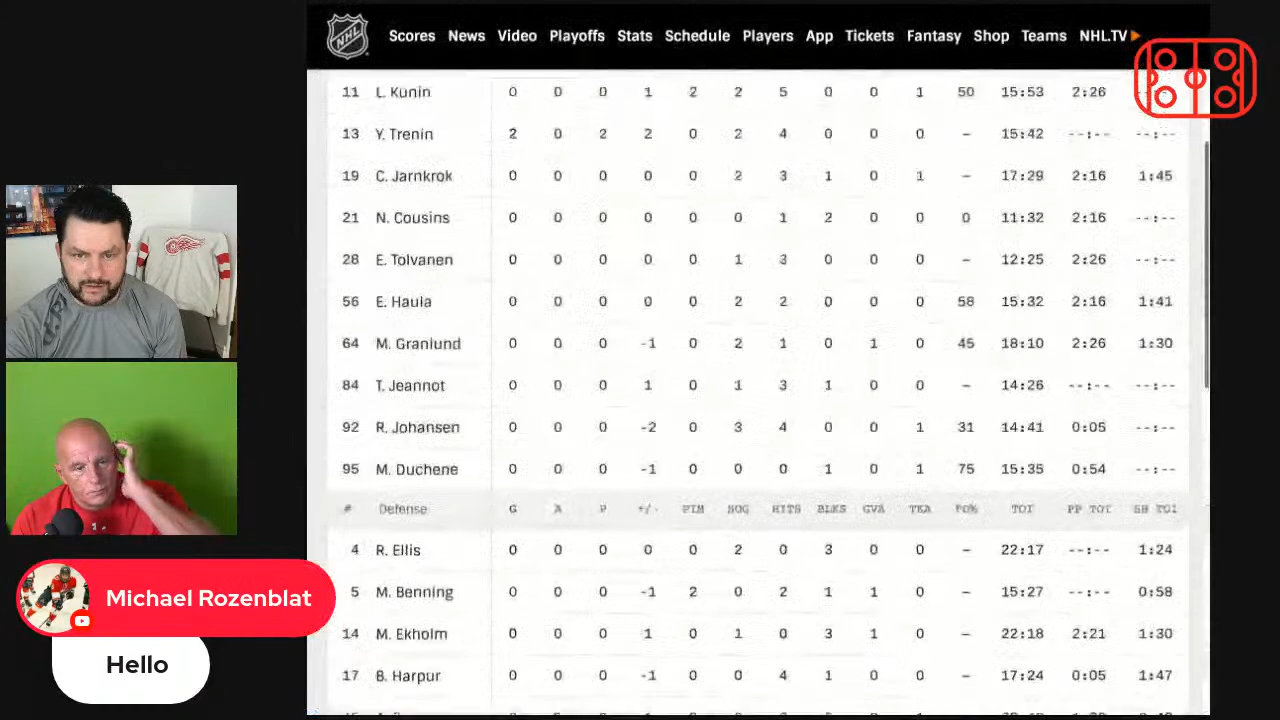 NHL Scores News Video Playoffs Stats Schedule Players App Tickets Fantasy Shop Teams NHL.TV
11 L. Kunin 0 0 0 1 2 2 5 0 0 1 50 15:53 2:26
13 Y. Trenin 2 0 2 2 0 2 4 0 0 0 – 15:42 --:-- --:--
19 C. Jarnkrok 0 0 0 0 0 2 3 1 0 1 – 17:29 2:16 1:45
21 N. Cousins 0 0 0 0 0 0 1 2 0 0 0 11:32 2:16 --:--
28 E. Tolvanen 0 0 0 0 0 1 3 0 0 0 – 12:25 2:26 --:--
56 E. Haula 0 0 0 0 0 2 2 0 0 0 58 15:32 2:16 1:41
64 M. Granlund 0 0 0 -1 0 2 1 0 1 0 45 18:10 2:26 1:30
84 T. Jeannot 0 0 0 1 0 1 3 1 0 0 – 14:26 --:-- --:--
92 R. Johansen 0 0 0 -2 0 3 4 0 0 1 31 14:41 0:05 --:--
95 M. Duchene 0 0 0 -1 0 0 0 1 0 1 75 15:35 0:54 --:--
# Defense G A P +/- PIM SOG HITS BLKS GVA TKA FO% TOI PP TOI SH TOI
4 R. Ellis 0 0 0 0 0 2 0 3 0 0 – 22:17 --:-- 1:24
5 M. Benning 0 0 0 -1 2 0 2 1 1 0 – 15:27 --:-- 0:58
14 M. Ekholm 0 0 0 1 0 1 0 3 1 0 – 22:18 2:21 1:30
17 B. Harpur 0 0 0 -1 0 0 4 1 0 0 – 17:24 0:05 1:47
Michael Rozenblat
Hello